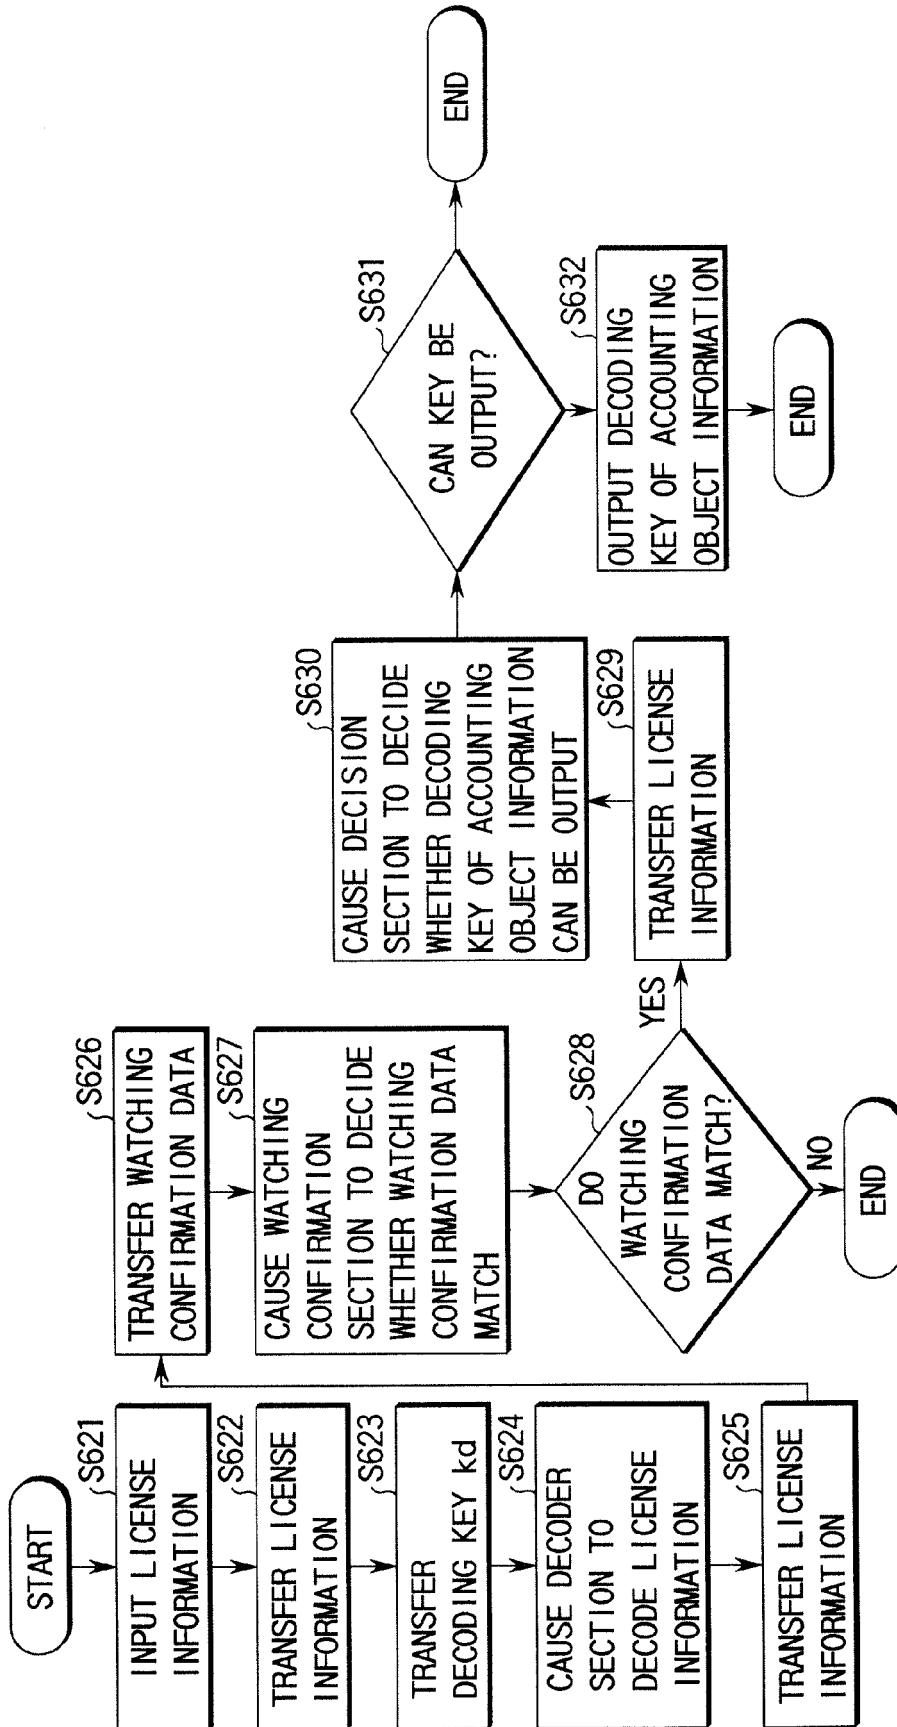 START
S621
INPUT LICENSE
INFORMATION
S622
TRANSFER LICENSE
INFORMATION
S623
TRANSFER
DECODING KEY kd
S624
CAUSE DECODER
SECTION TO
DECODE LICENSE
INFORMATION
S625
TRANSFER LICENSE
INFORMATION
S626
TRANSFER WATCHING
CONFIRMATION DATA
S627
CAUSE WATCHING
CONFIRMATION
SECTION TO DECIDE
WHETHER WATCHING
CONFIRMATION DATA
MATCH
S628
DO
WATCHING
CONFIRMATION
DATA MATCH?
YES
NO
END
S629
TRANSFER LICENSE
INFORMATION
S630
CAUSE DECISION
SECTION TO DECIDE
WHETHER DECODING
KEY OF ACCOUNTING
OBJECT INFORMATION
CAN BE OUTPUT
S631
CAN KEY BE
OUTPUT?
END
S632
OUTPUT DECODING
KEY OF ACCOUNTING
OBJECT INFORMATION
END